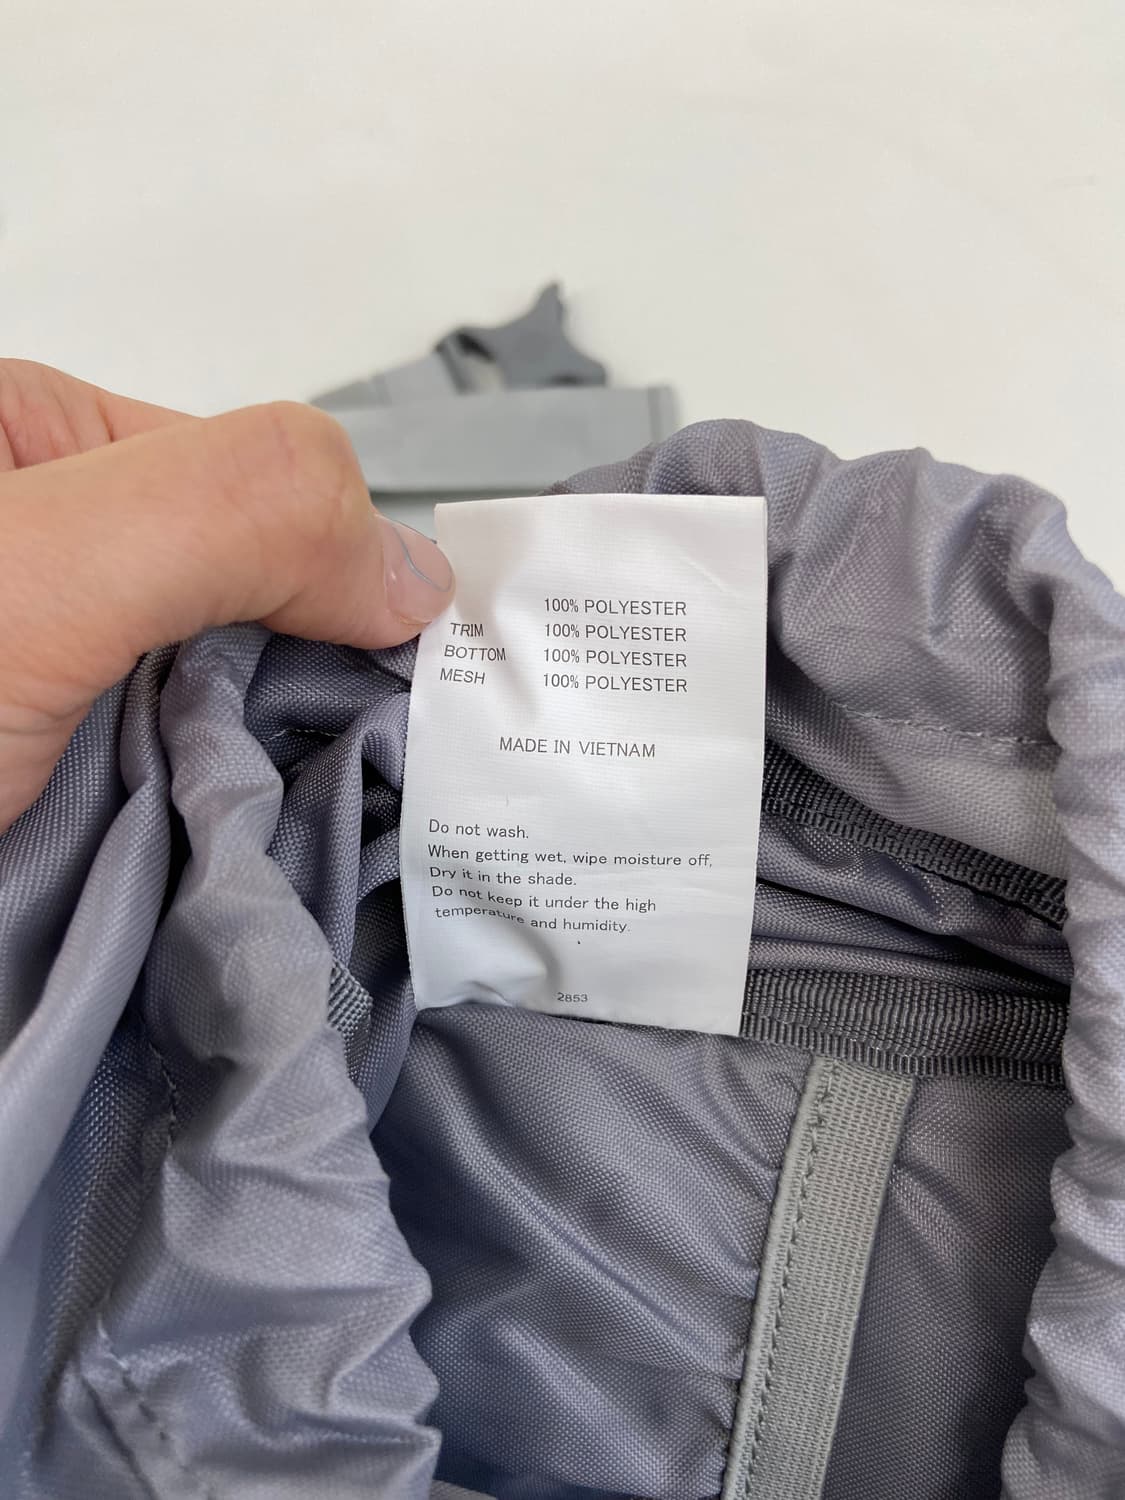 100% POLYESTER
TRIM 100% POLYESTER
BOTTOM 100% POLYESTER
MESH 100% POLYESTER
MADE IN VIETNAM
Do not wash.
When getting wet, wipe moisture off,
Dry it in the shade.
Do not keep it under the high
temperature and humidity.
2853